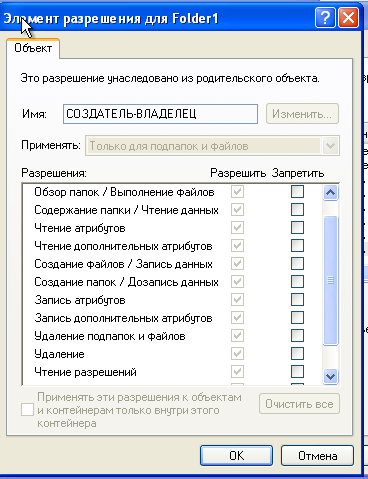 Элемент разрешения для Folder1
Объект
Это разрешение унаследовано из родительского объекта.
Имя: СОЗДАТЕЛЬ-ВЛАДЕЛЕЦ Изменить...
Применять: Только для подпапок и файлов
Разрешения: Разрешить Запретить
Обзор папок / Выполнение файлов
Содержание папки / Чтение данных
Чтение атрибутов
Чтение дополнительных атрибутов
Создание файлов / Запись данных
Создание папок / Дозапись данных
Запись атрибутов
Запись дополнительных атрибутов
Удаление подпапок и файлов
Удаление
Чтение разрешений
Применять эти разрешения к объектам
и контейнерам только внутри этого
контейнера
Очистить все
OK Отмена